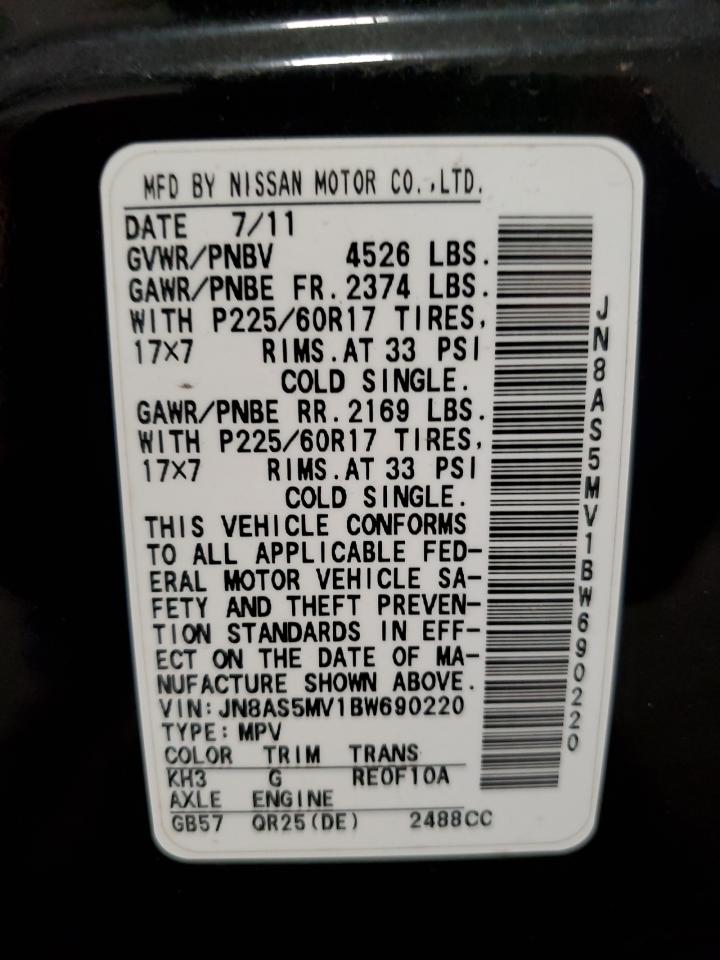 MFD BY NISSAN MOTOR CO.,LTD.
DATE 7/11
GVWR/PNBV 4526 LBS.
GAWR/PNBE FR.2374 LBS.
WITH P225/60R17 TIRES,
17X7 RIMS.AT 33 PSI
COLD SINGLE.
GAWR/PNBE RR.2169 LBS.
WITH P225/60R17 TIRES,
17X7 RIMS.AT 33 PSI
COLD SINGLE.
THIS VEHICLE CONFORMS
TO ALL APPLICABLE FED-
ERAL MOTOR VEHICLE SA-
FETY AND THEFT PREVEN-
TION STANDARDS IN EFF-
ECT ON THE DATE OF MA-
NUFACTURE SHOWN ABOVE.
VIN:JN8AS5MV1BW690220
TYPE:MPV
COLOR TRIM TRANS
KH3 G RE0F10A
AXLE ENGINE
GB57 QR25(DE) 2488CC
JN8AS5MV1BW690220